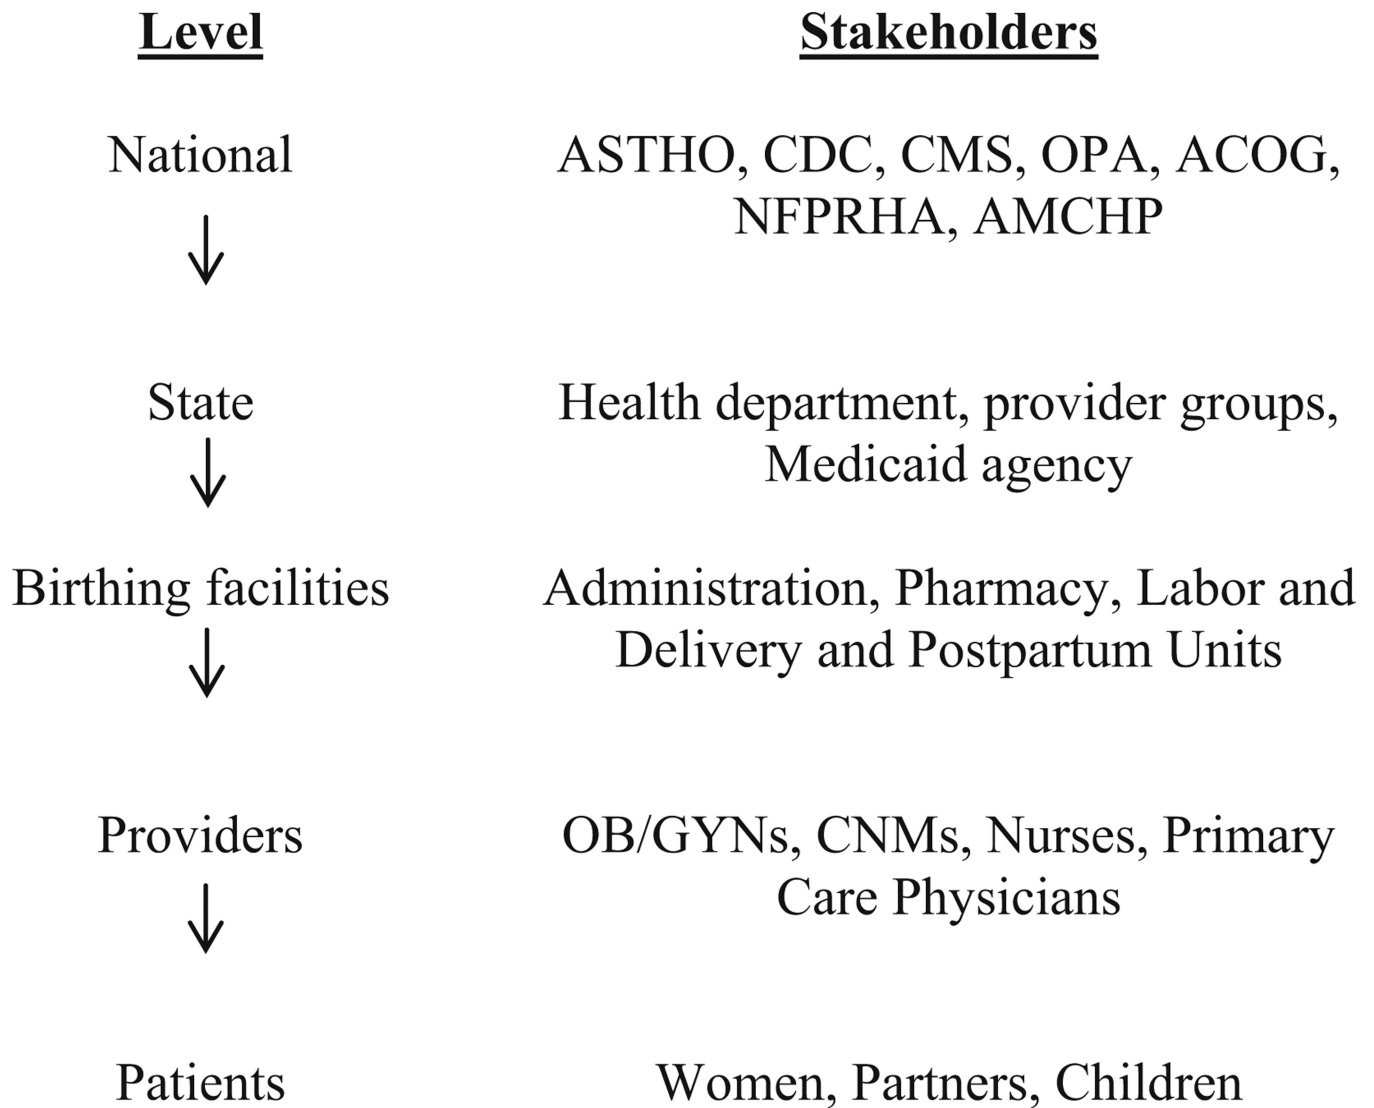 Level Stakeholders
National ASTHO, CDC, CMS, OPA, ACOG,
NFPRHA, AMCHP
State Health department, provider groups,
Medicaid agency
Birthing facilities Administration, Pharmacy, Labor and
Delivery and Postpartum Units
Providers OB/GYNs, CNMs, Nurses, Primary
Care Physicians
Patients Women, Partners, Children